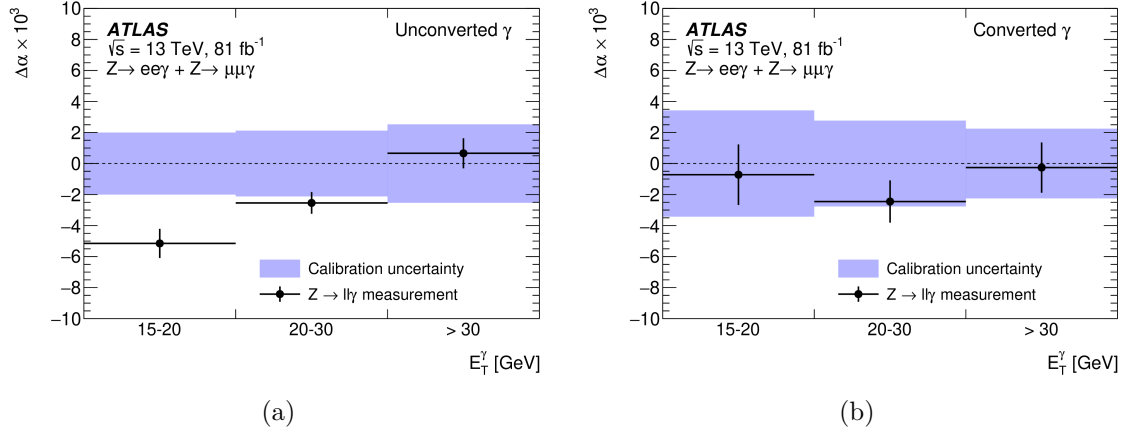 Δα × 10³
10
8
6
4
2
0
−2
−4
−6
−8
−10
ATLAS
Unconverted γ
√s = 13 TeV, 81 fb⁻¹
Z→ eeγ + Z→ μμγ
Calibration uncertainty
Z → llγ measurement
15-20
20-30
> 30
E_T^γ [GeV]
(a)
Δα × 10³
10
8
6
4
2
0
−2
−4
−6
−8
−10
ATLAS
Converted γ
√s = 13 TeV, 81 fb⁻¹
Z→ eeγ + Z→ μμγ
Calibration uncertainty
Z → llγ measurement
15-20
20-30
> 30
E_T^γ [GeV]
(b)